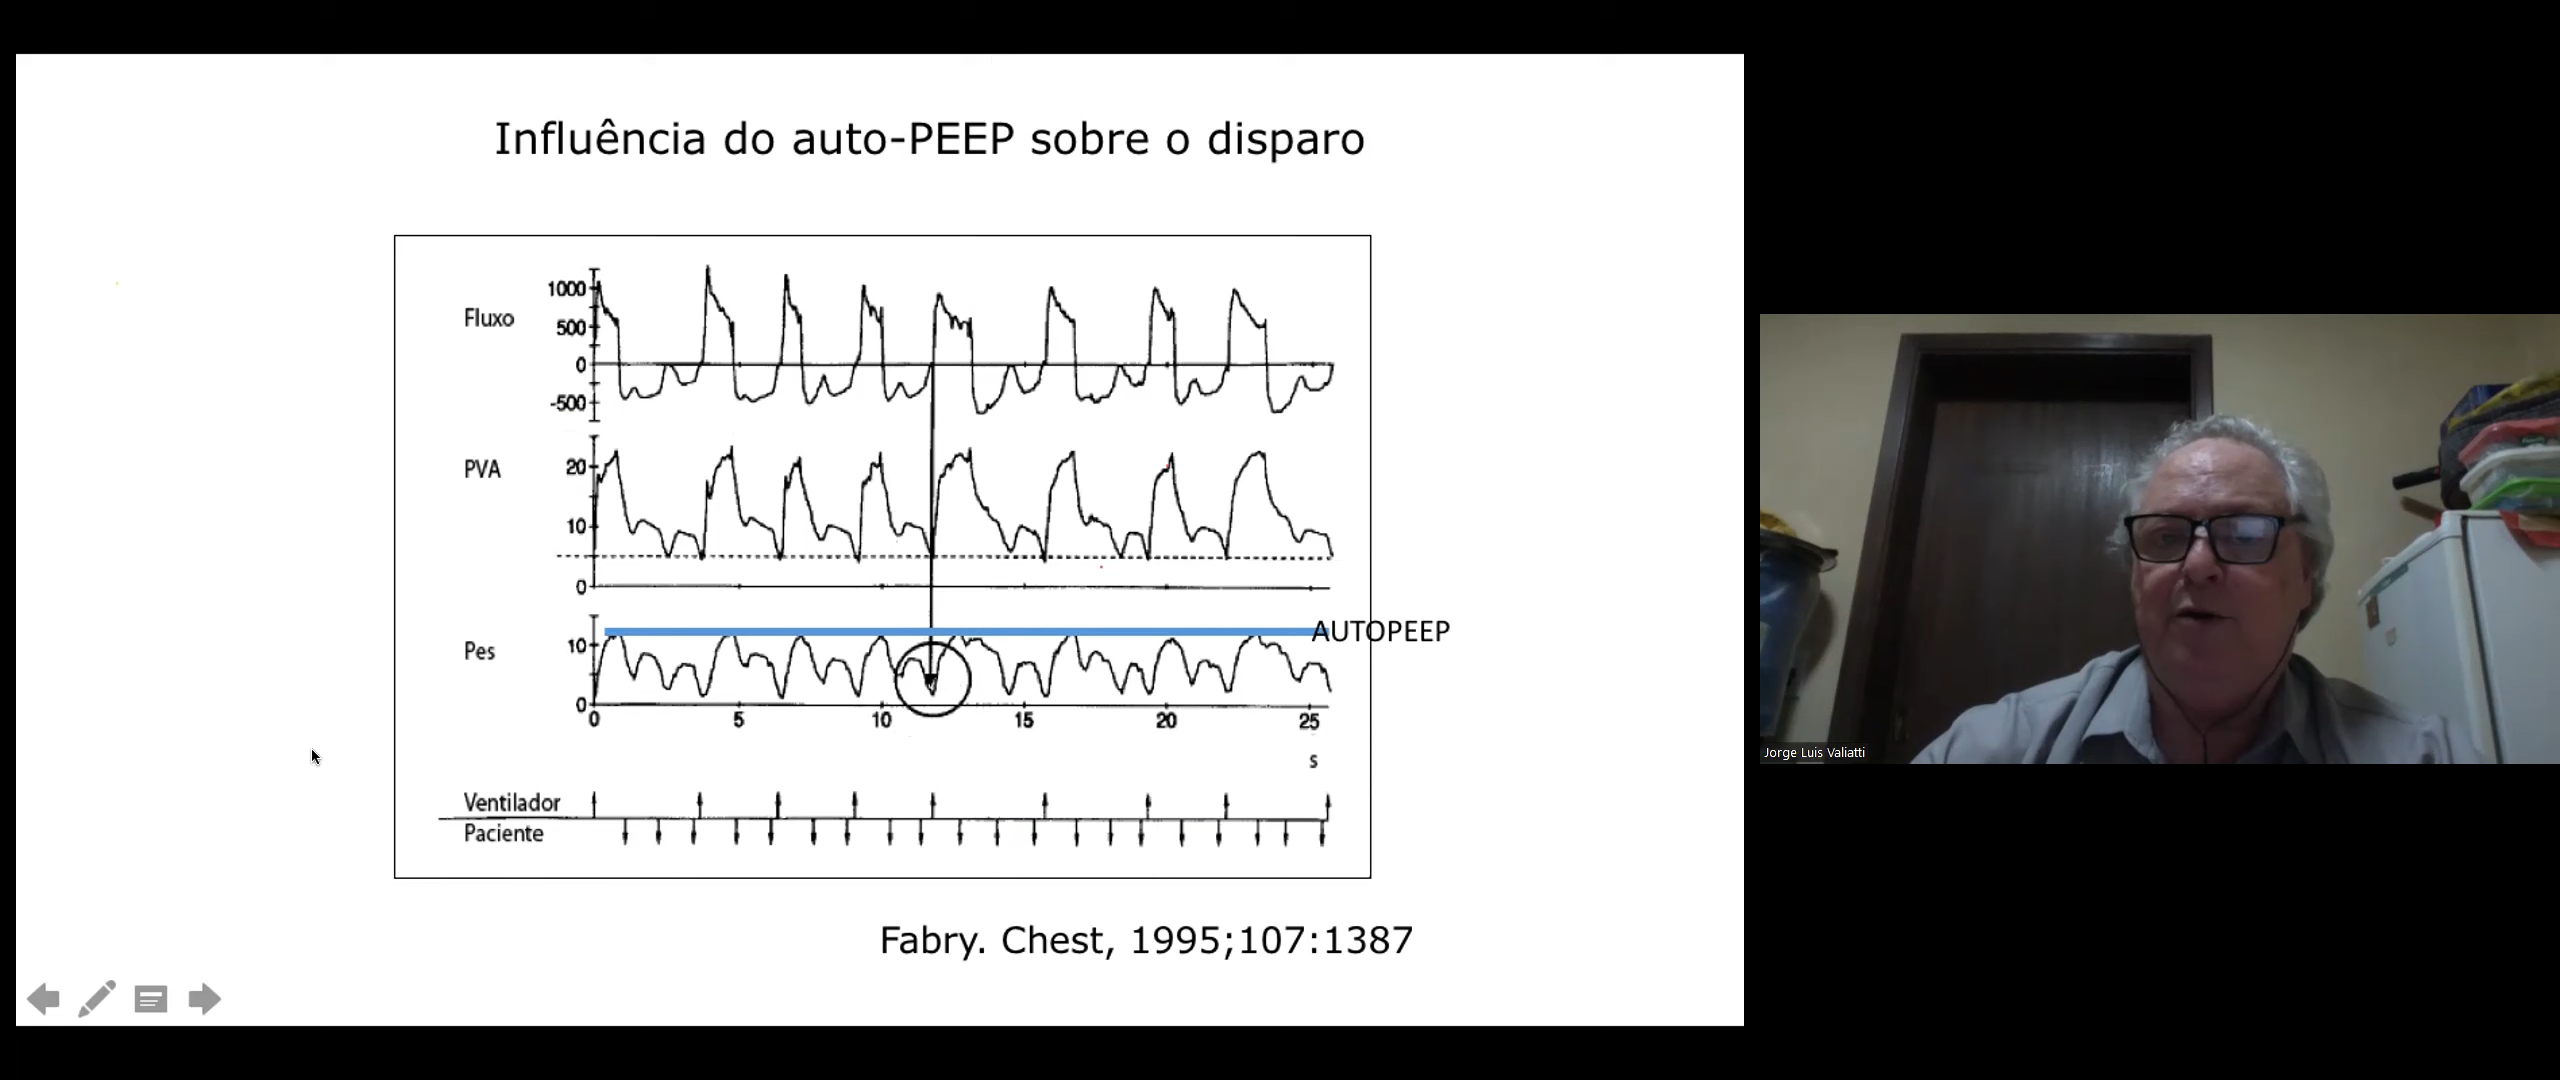 Influência do auto-PEEP sobre o disparo
Fluxo
1000
500
0
-500
PVA
20
10
0
Pes
10
0
AUTOPEEP
0 5 10 15 20 25
s
Ventilador
Paciente
Fabry. Chest, 1995;107:1387
Jorge Luis Valiatti